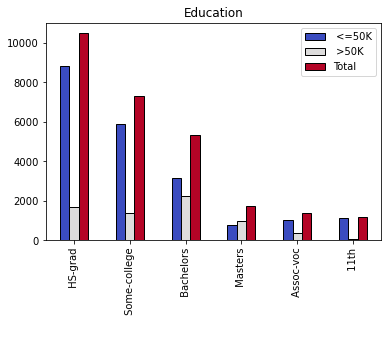 Education
<=50K
>50K
Total
10000
8000
6000
4000
2000
0
HS-grad
Some-college
Bachelors
Masters
Assoc-voc
11th